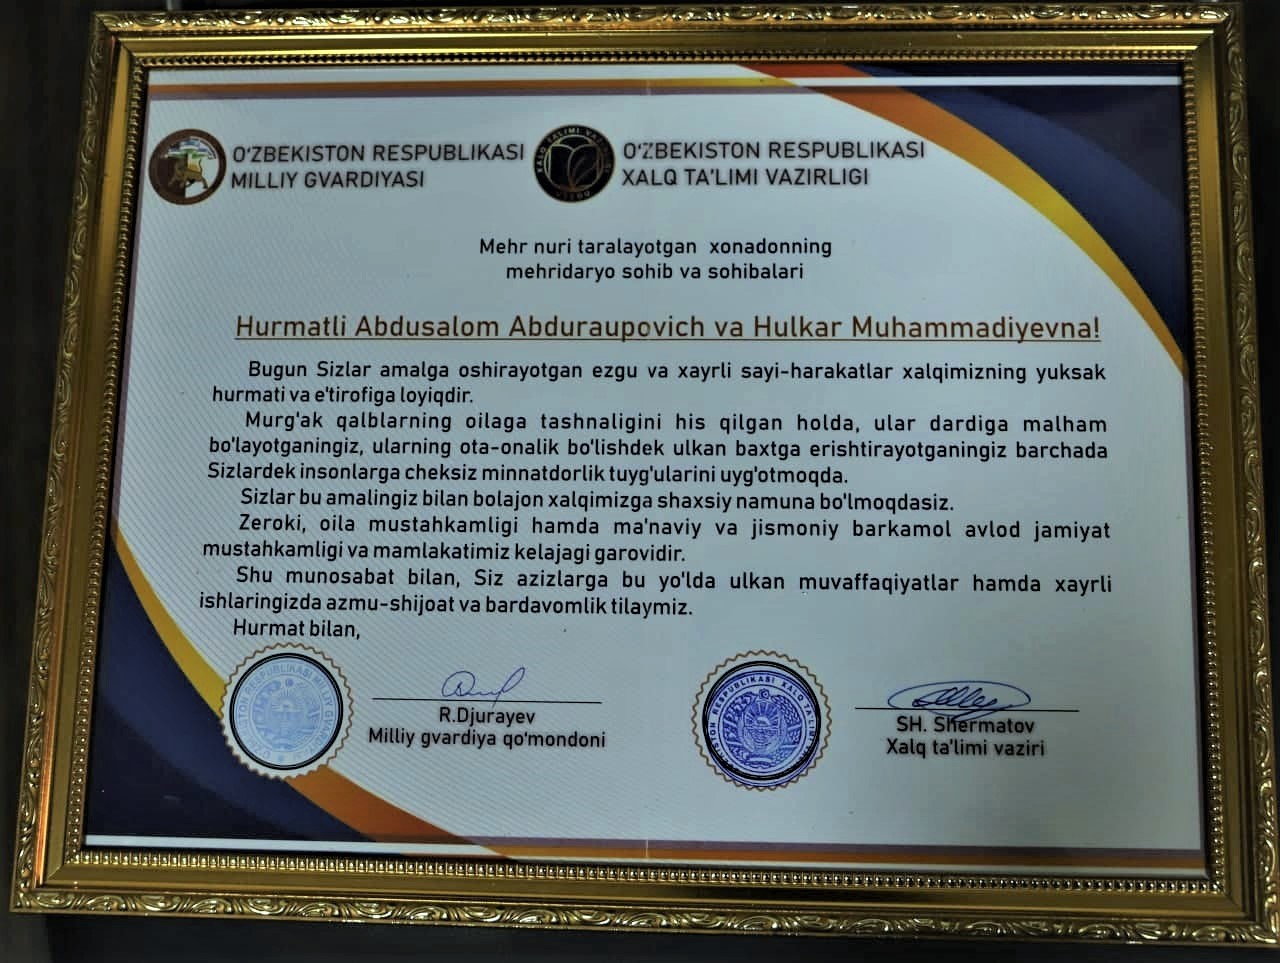 O'ZBEKISTON RESPUBLIKASI
MILLIY GVARDIYASI
O'ZBEKISTON RESPUBLIKASI
XALQ TA'LIMI VAZIRLIGI
Mehr nuri taralayotgan xonadonning
mehridaryo sohib va sohibalari
Hurmatli Abdusalom Abduraupovich va Hulkar Muhammadiyevna!
Bugun Sizlar amalga oshirayotgan ezgu va xayrli sayi-harakatlar xalqimizning yuksak
hurmati va e'tirofiga loyiqdir.
Murg'ak qalblarning oilaga tashnaligini his qilgan holda, ular dardiga malham
bo'layotganingiz, ularning ota-onalik bo'lishdek ulkan baxtga erishtirayotganingiz barchada
Sizlardek insonlarga cheksiz minnatdorlik tuyg'ularini uyg'otmoqda.
Sizlar bu amalingiz bilan bolajon xalqimizga shaxsiy namuna bo'lmoqdasiz.
Zeroki, oila mustahkamligi hamda ma'naviy va jismoniy barkamol avlod jamiyat
mustahkamligi va mamlakatimiz kelajagi garovidir.
Shu munosabat bilan, Siz azizlarga bu yo'lda ulkan muvaffaqiyatlar hamda xayrli
ishlaringizda azmu-shijoat va bardavomlik tilaymiz.
Hurmat bilan,
R.Djurayev
Milliy gvardiya qo'mondoni
SH. Shermatov
Xalq ta'limi vaziri